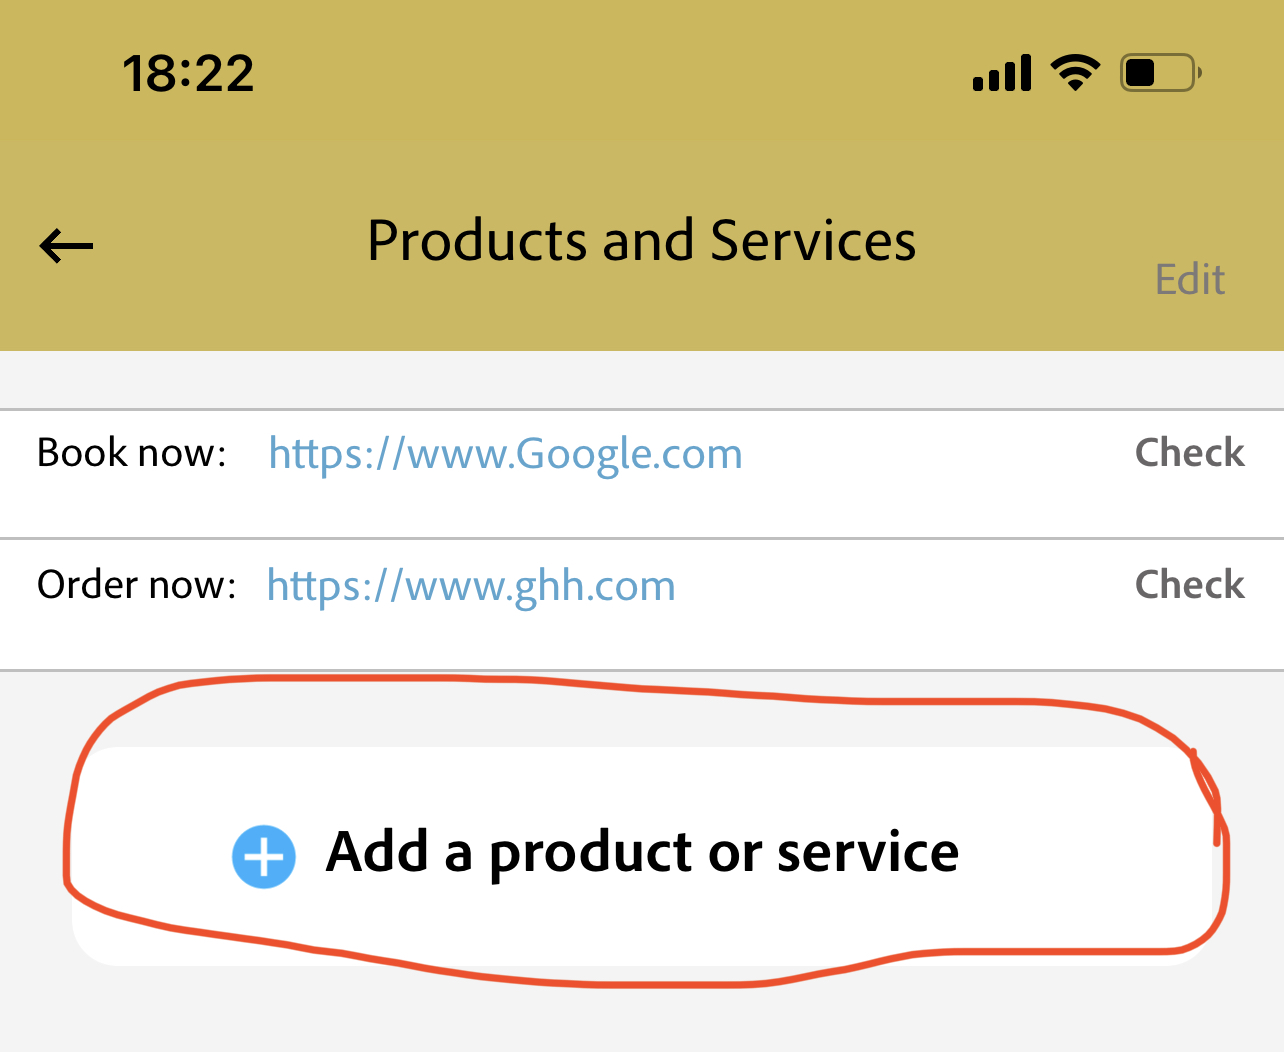 18:22
Products and Services
Edit
Book now: https://www.Google.com Check
Order now: https://www.ghh.com Check
Add a product or service